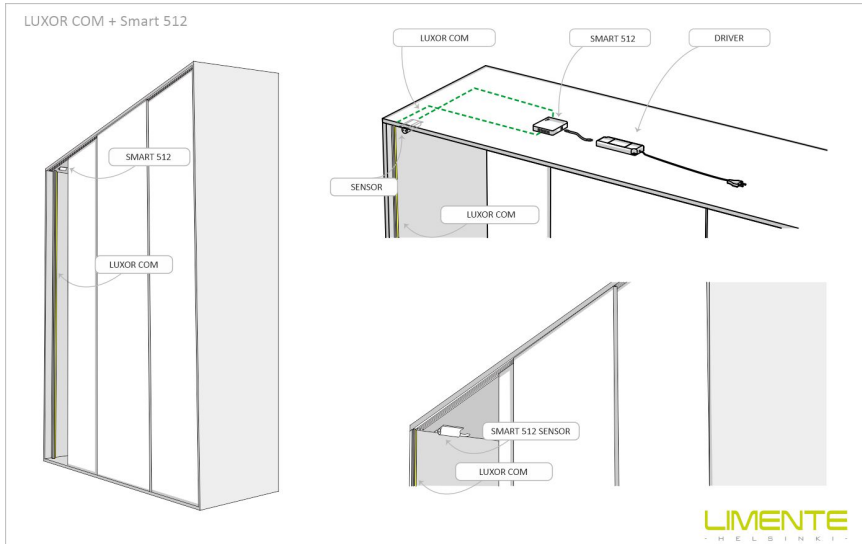 LUXOR COM + Smart 512
SMART 512
LUXOR COM
LUXOR COM
SMART 512
DRIVER
SENSOR
LUXOR COM
SMART 512 SENSOR
LUXOR COM
LIMENTE
· HELSINKI ·